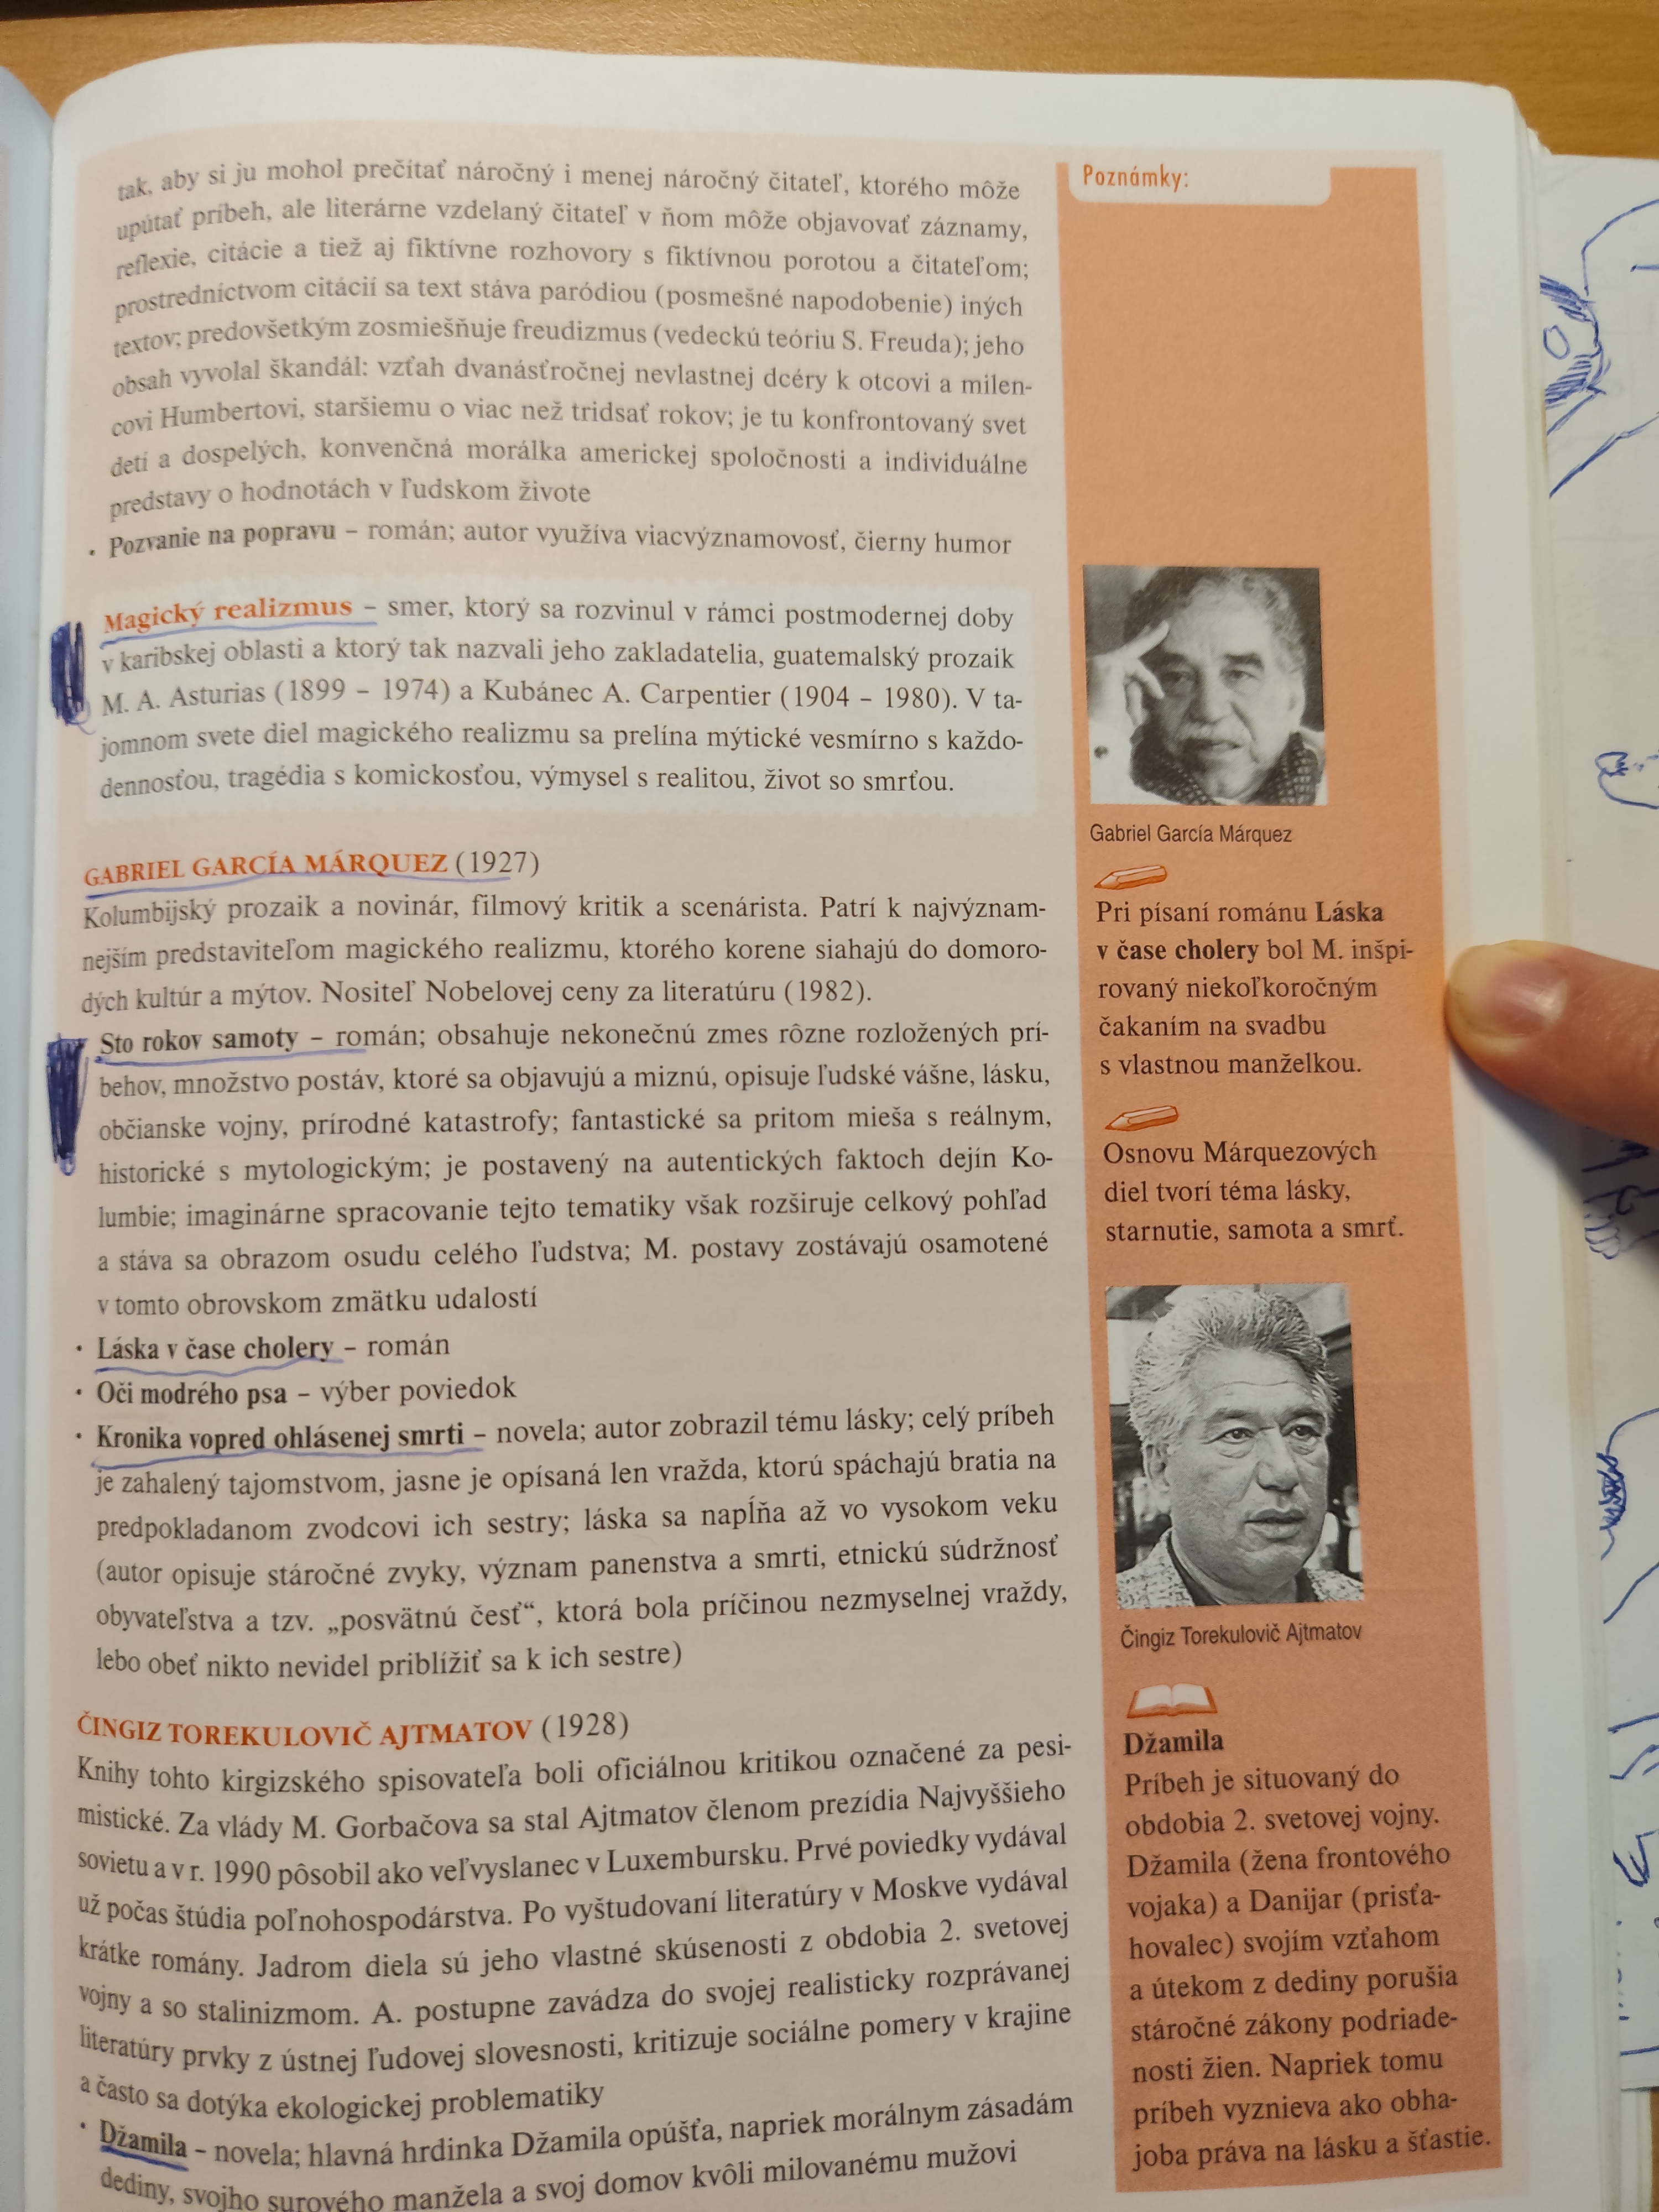 tak, aby si ju mohol prečítať náročný i menej náročný čitateľ, ktorého môže
upútať príbeh, ale literárne vzdelaný čitateľ v ňom môže objavovať záznamy,
reflexie, citácie a tiež aj fiktívne rozhovory s fiktívnou porotou a čitateľom;
prostredníctvom citácií sa text stáva paródiou (posmešné napodobenie) iných
textov; predovšetkým zosmiešňuje freudizmus (vedeckú teóriu S. Freuda); jeho
obsah vyvolal škandál: vzťah dvanásťročnej nevlastnej dcéry k otcovi a milen-
covi Humbertovi, staršiemu o viac než tridsať rokov; je tu konfrontovaný svet
detí a dospelých, konvenčná morálka americkej spoločnosti a individuálne
predstavy o hodnotách v ľudskom živote
• Pozvanie na popravu – román; autor využíva viacvýznamovosť, čierny humor
Magický realizmus – smer, ktorý sa rozvinul v rámci postmodernej doby
v karibskej oblasti a ktorý tak nazvali jeho zakladatelia, guatemalský prozaik
M. A. Asturias (1899 – 1974) a Kubánec A. Carpentier (1904 – 1980). V ta-
jomnom svete diel magického realizmu sa prelína mýtické vesmírno s každo-
dennosťou, tragédia s komickosťou, výmysel s realitou, život so smrťou.
GABRIEL GARCÍA MÁRQUEZ (1927)
Kolumbijský prozaik a novinár, filmový kritik a scenárista. Patrí k najvýznam-
nejším predstaviteľom magického realizmu, ktorého korene siahajú do domoro-
dých kultúr a mýtov. Nositeľ Nobelovej ceny za literatúru (1982).
Sto rokov samoty – román; obsahuje nekonečnú zmes rôzne rozložených prí-
behov, množstvo postáv, ktoré sa objavujú a miznú, opisuje ľudské vášne, lásku,
občianske vojny, prírodné katastrofy; fantastické sa pritom mieša s reálnym,
historické s mytologickým; je postavený na autentických faktoch dejín Ko-
lumbie; imaginárne spracovanie tejto tematiky však rozširuje celkový pohľad
a stáva sa obrazom osudu celého ľudstva; M. postavy zostávajú osamotené
v tomto obrovskom zmätku udalostí
• Láska v čase cholery – román
• Oči modrého psa – výber poviedok
• Kronika vopred ohlásenej smrti – novela; autor zobrazil tému lásky; celý príbeh
je zahalený tajomstvom, jasne je opísaná len vražda, ktorú spáchajú bratia na
predpokladanom zvodcovi ich sestry; láska sa napĺňa až vo vysokom veku
(autor opisuje stáročné zvyky, význam panenstva a smrti, etnickú súdržnosť
obyvateľstva a tzv. „posvätnú česť“, ktorá bola príčinou nezmyselnej vraždy,
lebo obeť nikto nevidel priblížiť sa k ich sestre)
ČINGIZ TOREKULOVIČ AJTMATOV (1928)
Knihy tohto kirgizského spisovateľa boli oficiálnou kritikou označené za pesi-
mistické. Za vlády M. Gorbačova sa stal Ajtmatov členom prezídia Najvyššieho
sovietu a v r. 1990 pôsobil ako veľvyslanec v Luxembursku. Prvé poviedky vydával
už počas štúdia poľnohospodárstva. Po vyštudovaní literatúry v Moskve vydával
krátke romány. Jadrom diela sú jeho vlastné skúsenosti z obdobia 2. svetovej
vojny a so stalinizmom. A. postupne zavádza do svojej realisticky rozprávanej
literatúry prvky z ústnej ľudovej slovesnosti, kritizuje sociálne pomery v krajine
a často sa dotýka ekologickej problematiky
• Džamila – novela; hlavná hrdinka Džamila opúšťa, napriek morálnym zásadám
dediny, svojho surového manžela a svoj domov kvôli milovanému mužovi
Poznámky:
Gabriel García Márquez
Pri písaní románu Láska
v čase cholery bol M. inšpi-
rovaný niekoľkoročným
čakaním na svadbu
s vlastnou manželkou.
Osnovu Márquezových
diel tvorí téma lásky,
starnutie, samota a smrť.
Čingiz Torekulovič Ajtmatov
Džamila
Príbeh je situovaný do
obdobia 2. svetovej vojny.
Džamila (žena frontového
vojaka) a Danijar (prisťa-
hovalec) svojím vzťahom
a útekom z dediny porušia
stáročné zákony podriade-
nosti žien. Napriek tomu
príbeh vyznieva ako obha-
joba práva na lásku a šťastie.